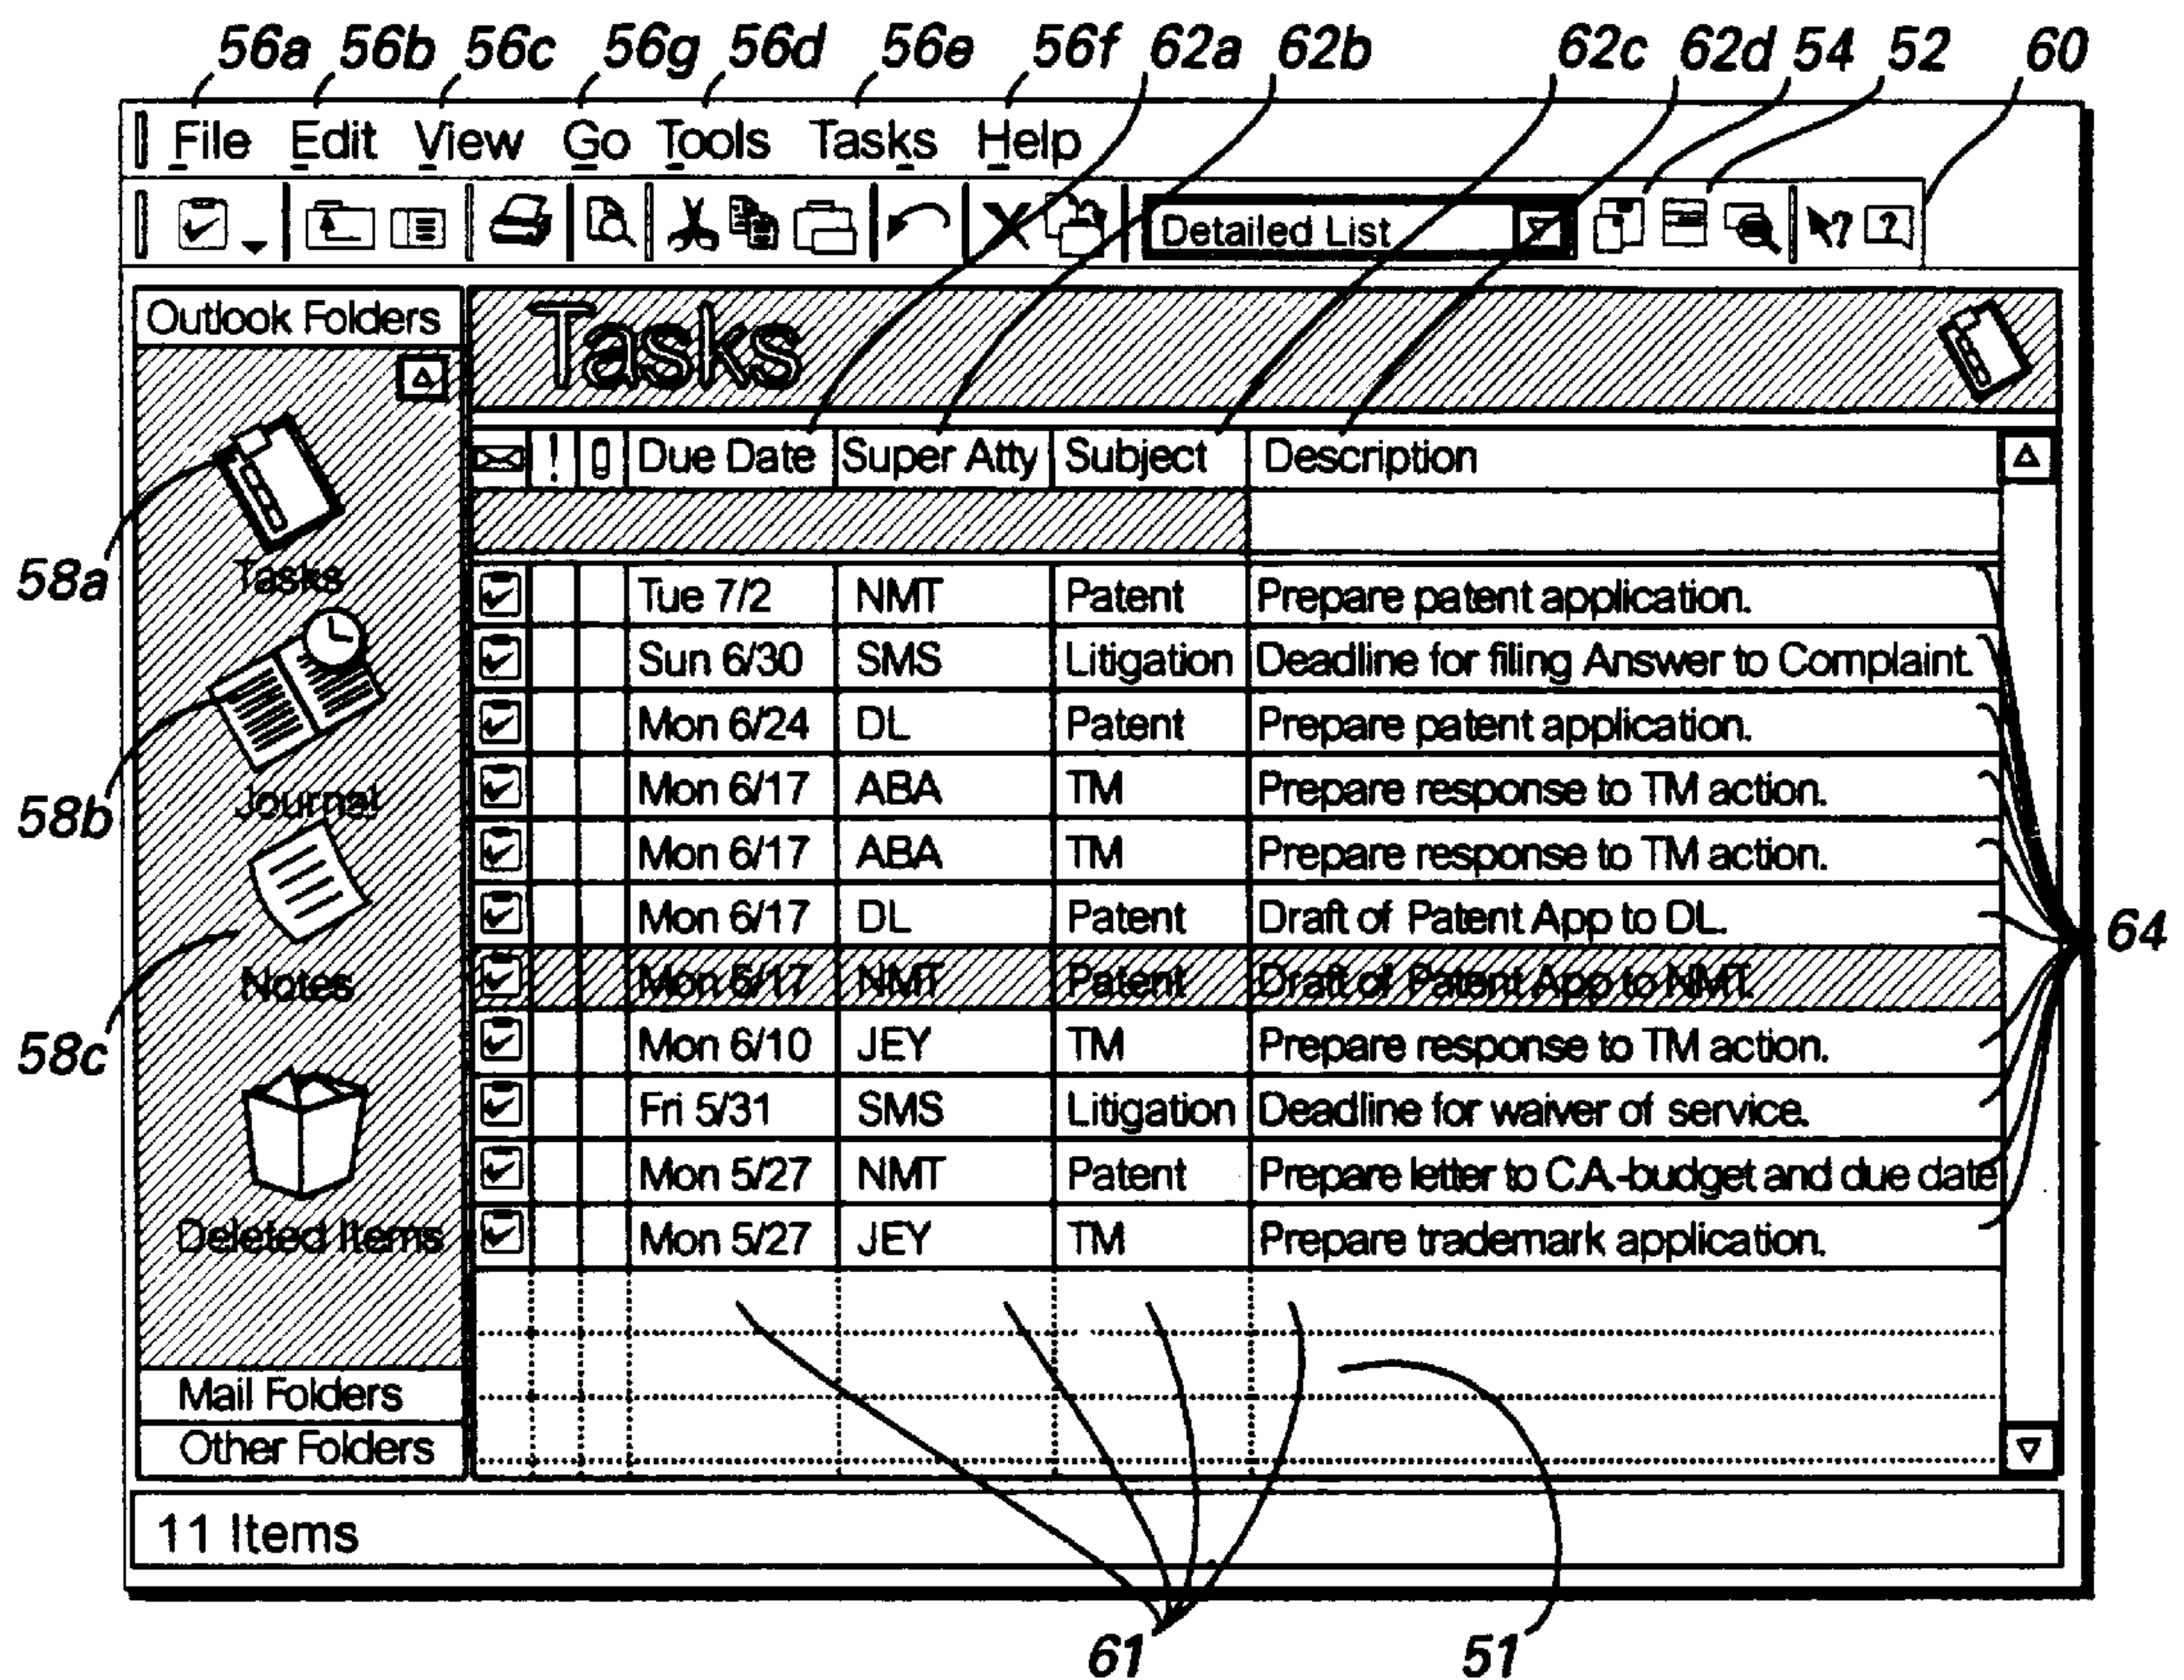 56a 56b 56c 56g 56d 56e 56f 62a 62b 62c 62d 54 52 60
File Edit View Go Tools Tasks Help
Detailed List
Outlook Folders
Tasks
! Due Date Super Atty Subject Description
58a
Tasks
Tue 7/2 NMT Patent Prepare patent application.
Sun 6/30 SMS Litigation Deadline for filing Answer to Complaint.
Mon 6/24 DL Patent Prepare patent application.
58b
Journal
Mon 6/17 ABA TM Prepare response to TM action.
Mon 6/17 ABA TM Prepare response to TM action.
Mon 6/17 DL Patent Draft of Patent App to DL.
64
Notes
Mon 6/17 NMT Patent Draft of Patent App to NMT.
58c
Mon 6/10 JEY TM Prepare response to TM action.
Fri 5/31 SMS Litigation Deadline for waiver of service.
Mon 5/27 NMT Patent Prepare letter to C.A.-budget and due date
Deleted Items
Mon 5/27 JEY TM Prepare trademark application.
Mail Folders
Other Folders
11 Items
61 51